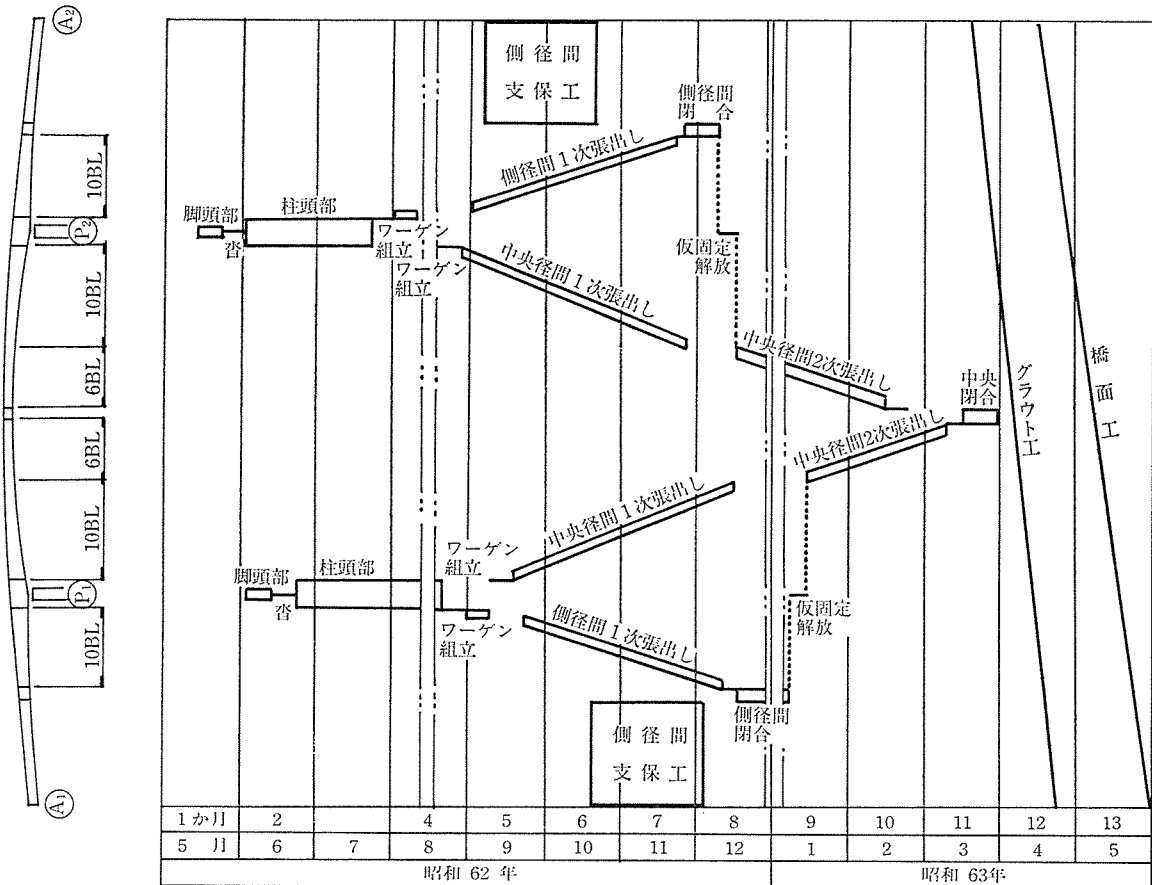 A2
10BL
P2
10BL
6BL
6BL
10BL
P1
10BL
A1
側径間
支保工
側径間
閉合
側径間1次張出し
脚頭部
沓
柱頭部
ワーゲン
組立
ワーゲン
組立
中央径間1次張出し
仮固定
解放
中央径間2次張出し
中央
閉合
中央径間2次張出し
グラウト工
橋面工
中央径間1次張出し
ワーゲン
組立
脚頭部
沓
柱頭部
ワーゲン
組立
側径間1次張出し
仮固定
解放
側径間
閉合
側径間
支保工
1か月 2 4 5 6 7 8 9 10 11 12 13
5月 6 7 8 9 10 11 12 1 2 3 4 5
昭和62年 昭和63年